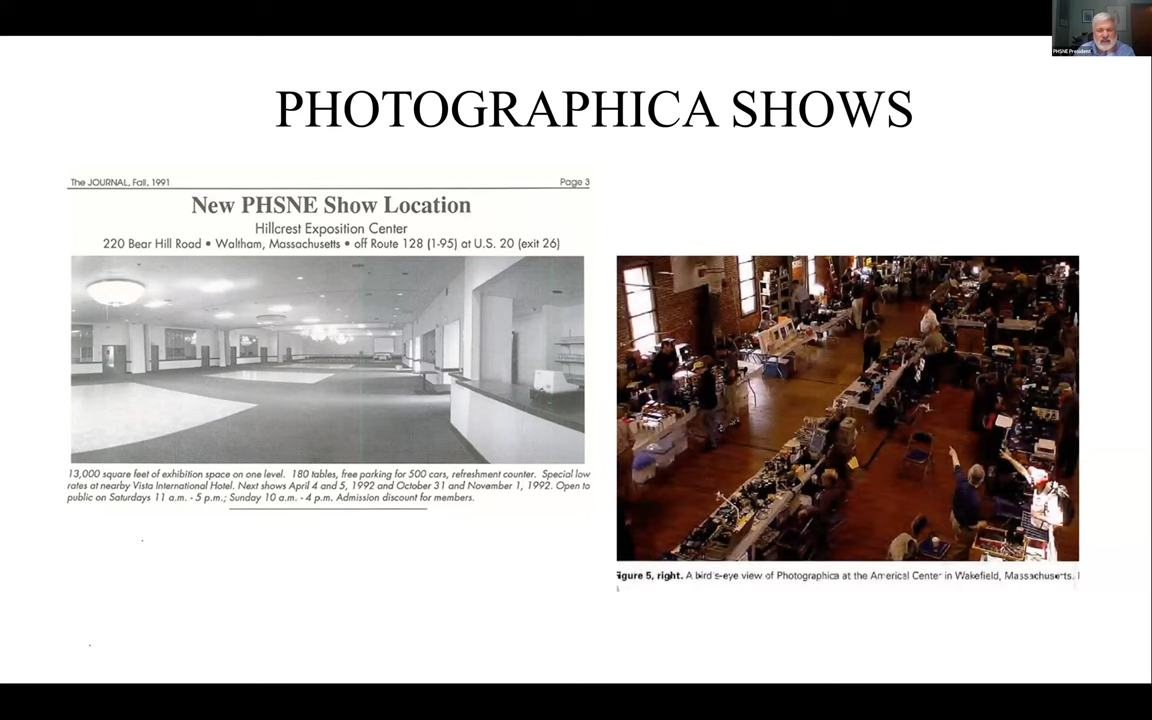 PHSNE President
PHOTOGRAPHICA SHOWS
The JOURNAL, Fall, 1991 Page 3
New PHSNE Show Location
Hillcrest Exposition Center
220 Bear Hill Road • Waltham, Massachusetts • off Route 128 (1-95) at U.S. 20 (exit 26)
13,000 square feet of exhibition space on one level. 180 tables, free parking for 500 cars, refreshment counter. Special low
rates at nearby Vista International Hotel. Next shows April 4 and 5, 1992 and October 31 and November 1, 1992. Open to
public on Saturdays 11 a.m. - 5 p.m.; Sunday 10 a.m. - 4 p.m. Admission discount for members.
igure 5, right. A bird's-eye view of Photographica at the Americal Center in Wakefield, Massachusetts.